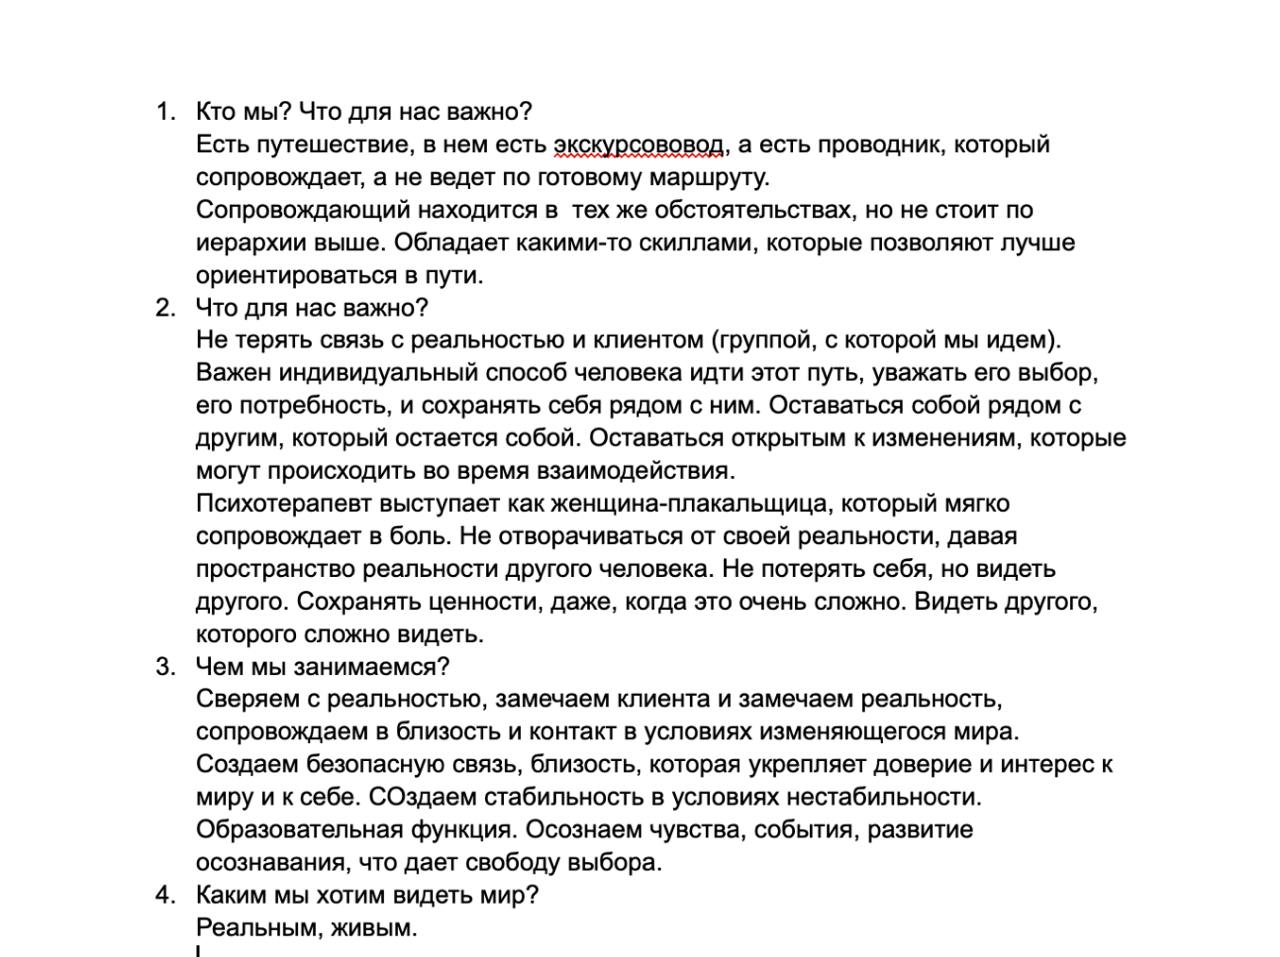 1. Кто мы? Что для нас важно?
Есть путешествие, в нем есть экскурсововод, а есть проводник, который
сопровождает, а не ведет по готовому маршруту.
Сопровождающий находится в  тех же обстоятельствах, но не стоит по
иерархии выше. Обладает какими-то скиллами, которые позволяют лучше
ориентироваться в пути.
2. Что для нас важно?
Не терять связь с реальностью и клиентом (группой, с которой мы идем).
Важен индивидуальный способ человека идти этот путь, уважать его выбор,
его потребность, и сохранять себя рядом с ним. Оставаться собой рядом с
другим, который остается собой. Оставаться открытым к изменениям, которые
могут происходить во время взаимодействия.
Психотерапевт выступает как женщина-плакальщица, который мягко
сопровождает в боль. Не отворачиваться от своей реальности, давая
пространство реальности другого человека. Не потерять себя, но видеть
другого. Сохранять ценности, даже, когда это очень сложно. Видеть другого,
которого сложно видеть.
3. Чем мы занимаемся?
Сверяем с реальностью, замечаем клиента и замечаем реальность,
сопровождаем в близость и контакт в условиях изменяющегося мира.
Создаем безопасную связь, близость, которая укрепляет доверие и интерес к
миру и к себе. СОздаем стабильность в условиях нестабильности.
Образовательная функция. Осознаем чувства, события, развитие
осознавания, что дает свободу выбора.
4. Каким мы хотим видеть мир?
Реальным, живым.